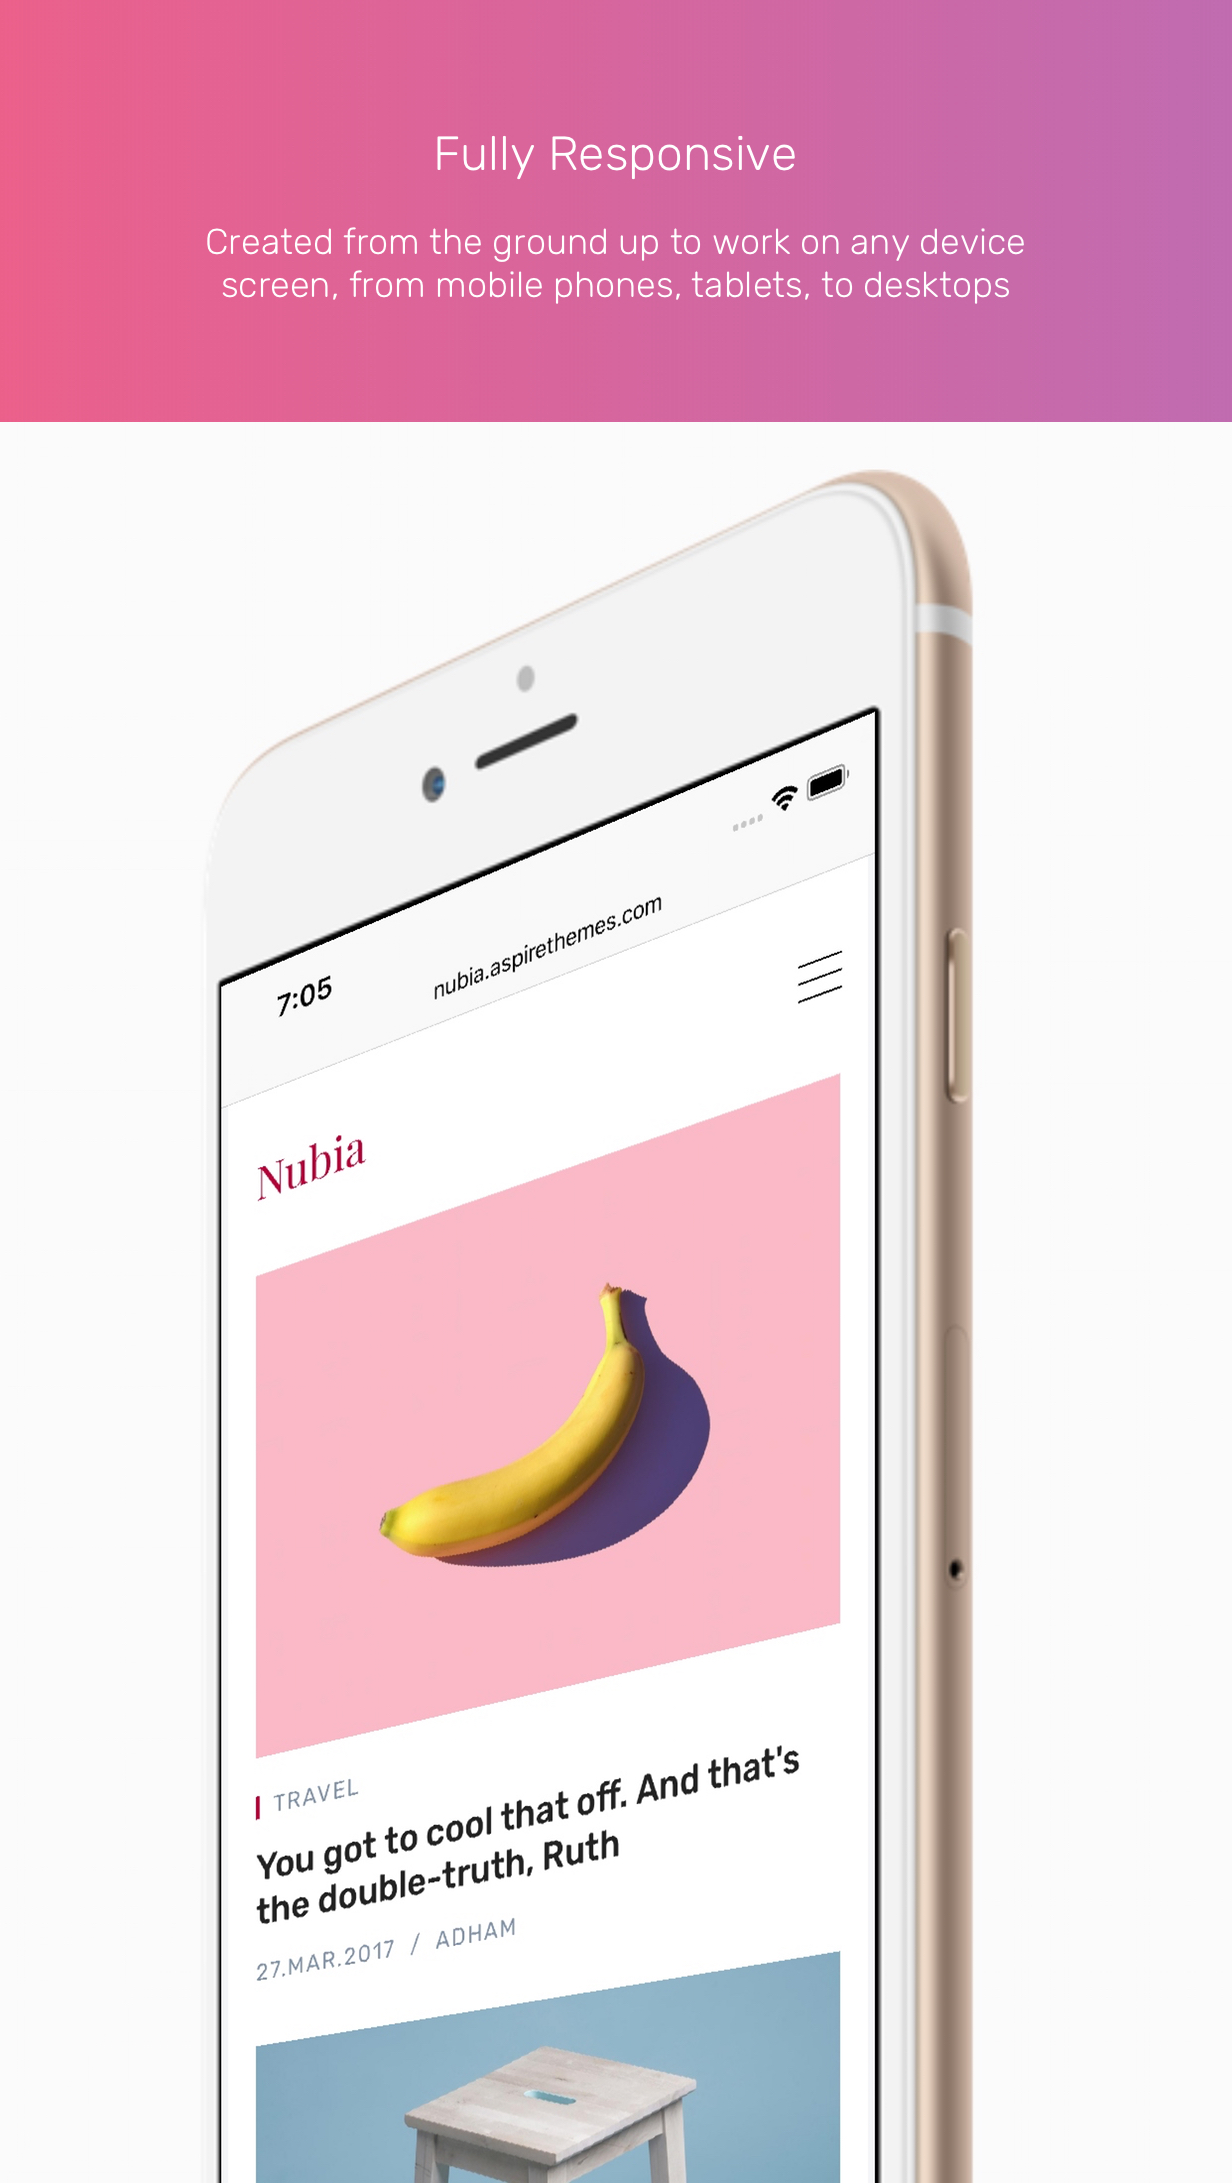 Fully Responsive
Created from the ground up to work on any device
screen, from mobile phones, tablets, to desktops
7:05
nubia.aspirethemes.com
Nubia
TRAVEL
You got to cool that off. And that's
the double-truth, Ruth
27.MAR.2017 / ADHAM